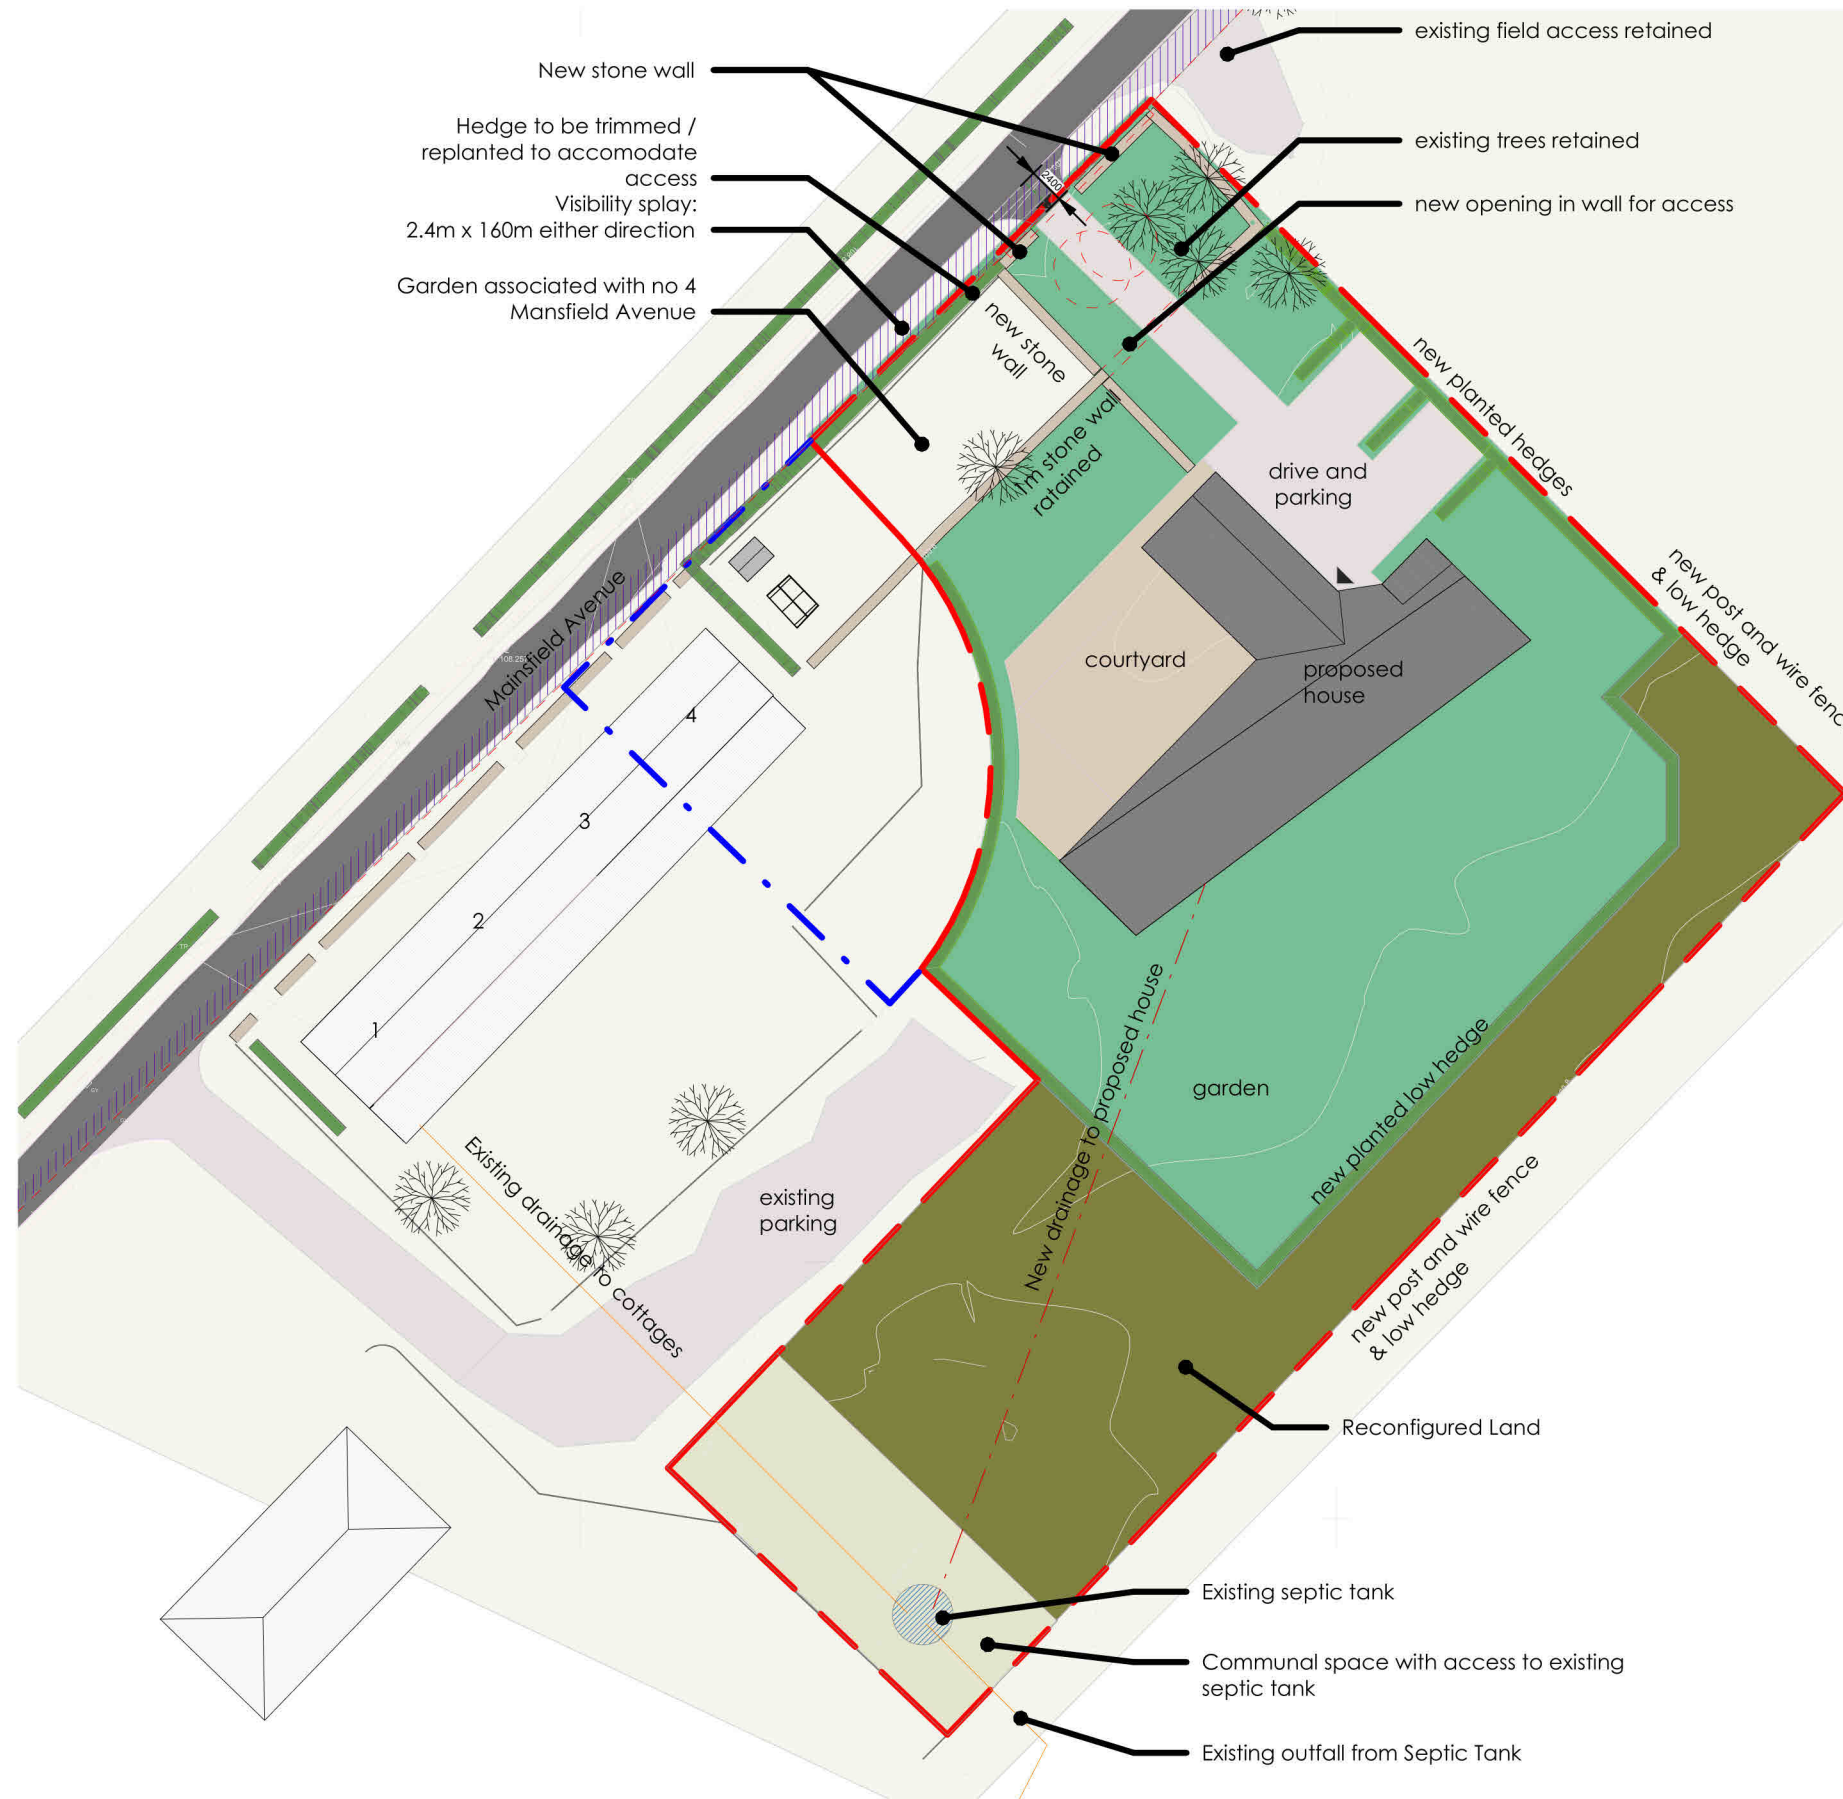 existing field access retained
New stone wall
Hedge to be trimmed /
replanted to accomodate
access
existing trees retained
Visibility splay:
2.4m x 160m either direction
new opening in wall for access
Garden associated with no 4
Mansfield Avenue
2400
new stone
wall
1m stone wall
ratained
new planted hedges
drive and
parking
new post and wire fenc
& low hedge
Mainsfield Avenue
108.25
courtyard
proposed
house
4
3
2
1
TP
New drainage to proposed house
garden
new planted low hedge
Existing drainage to cottages
existing
parking
new post and wire fence
& low hedge
Reconfigured Land
Existing septic tank
Communal space with access to existing
septic tank
Existing outfall from Septic Tank